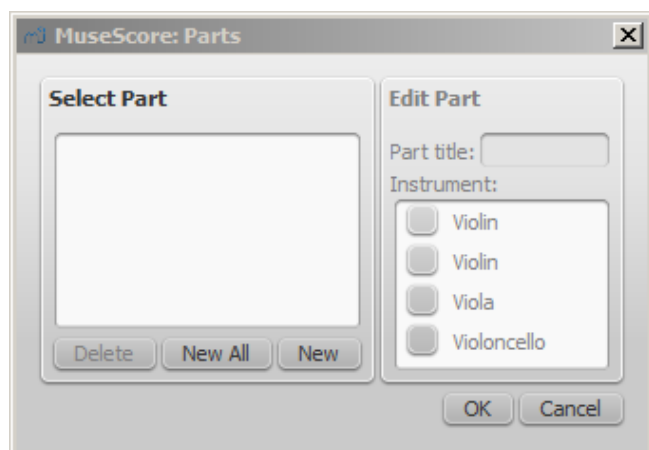 MuseScore: Parts
Select Part
Delete New All New
Edit Part
Part title:
Instrument:
Violin
Violin
Viola
Violoncello
OK Cancel